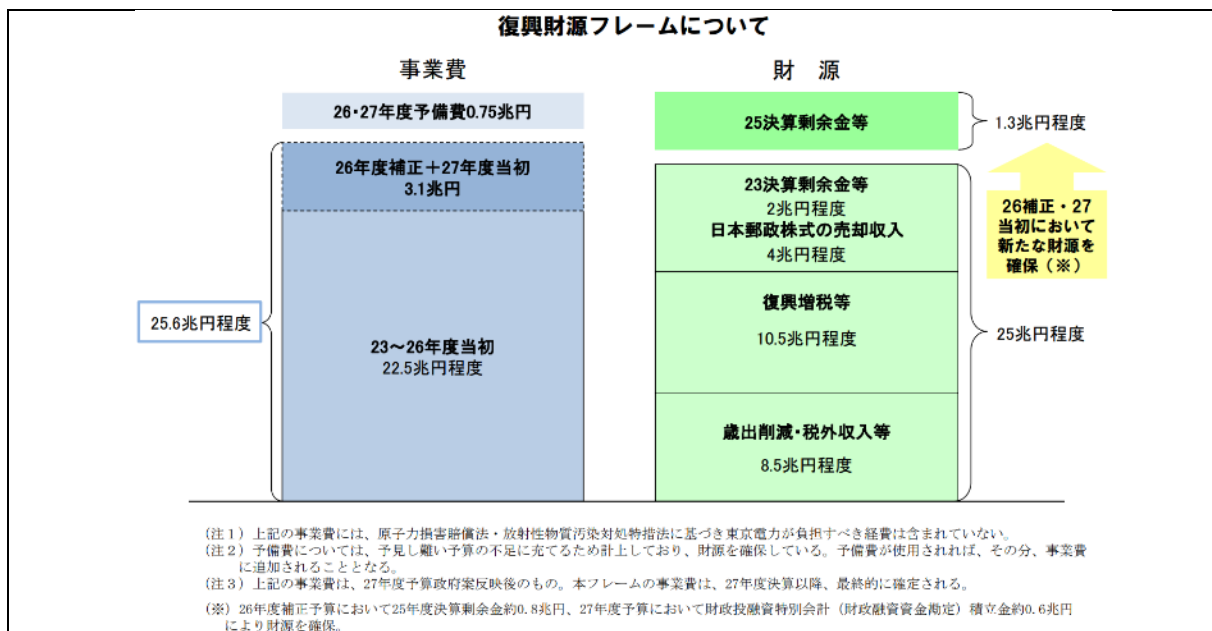 復興財源フレームについて
事業費
財 源
26・27年度予備費0.75兆円
25決算剰余金等
1.3兆円程度
26年度補正＋27年度当初
3.1兆円
23決算剰余金等
2兆円程度
日本郵政株式の売却収入
4兆円程度
26補正・27
当初において
新たな財源を
確保（※）
復興増税等
10.5兆円程度
25.6兆円程度
25兆円程度
23～26年度当初
22.5兆円程度
歳出削減・税外収入等
8.5兆円程度
（注１）上記の事業費には、原子力損害賠償法・放射性物質汚染対処特措法に基づき東京電力が負担すべき経費は含まれていない。
（注２）予備費については、予見し難い予算の不足に充てるため計上しており、財源を確保している。予備費が使用されれば、その分、事業費
に追加されることとなる。
（注３）上記の事業費は、27年度予算政府案反映後のもの。本フレームの事業費は、27年度決算以降、最終的に確定される。
（※）26年度補正予算において25年度決算剰余金約0.8兆円、27年度予算において財政投融資特別会計（財政融資資金勘定）積立金約0.6兆円
により財源を確保。